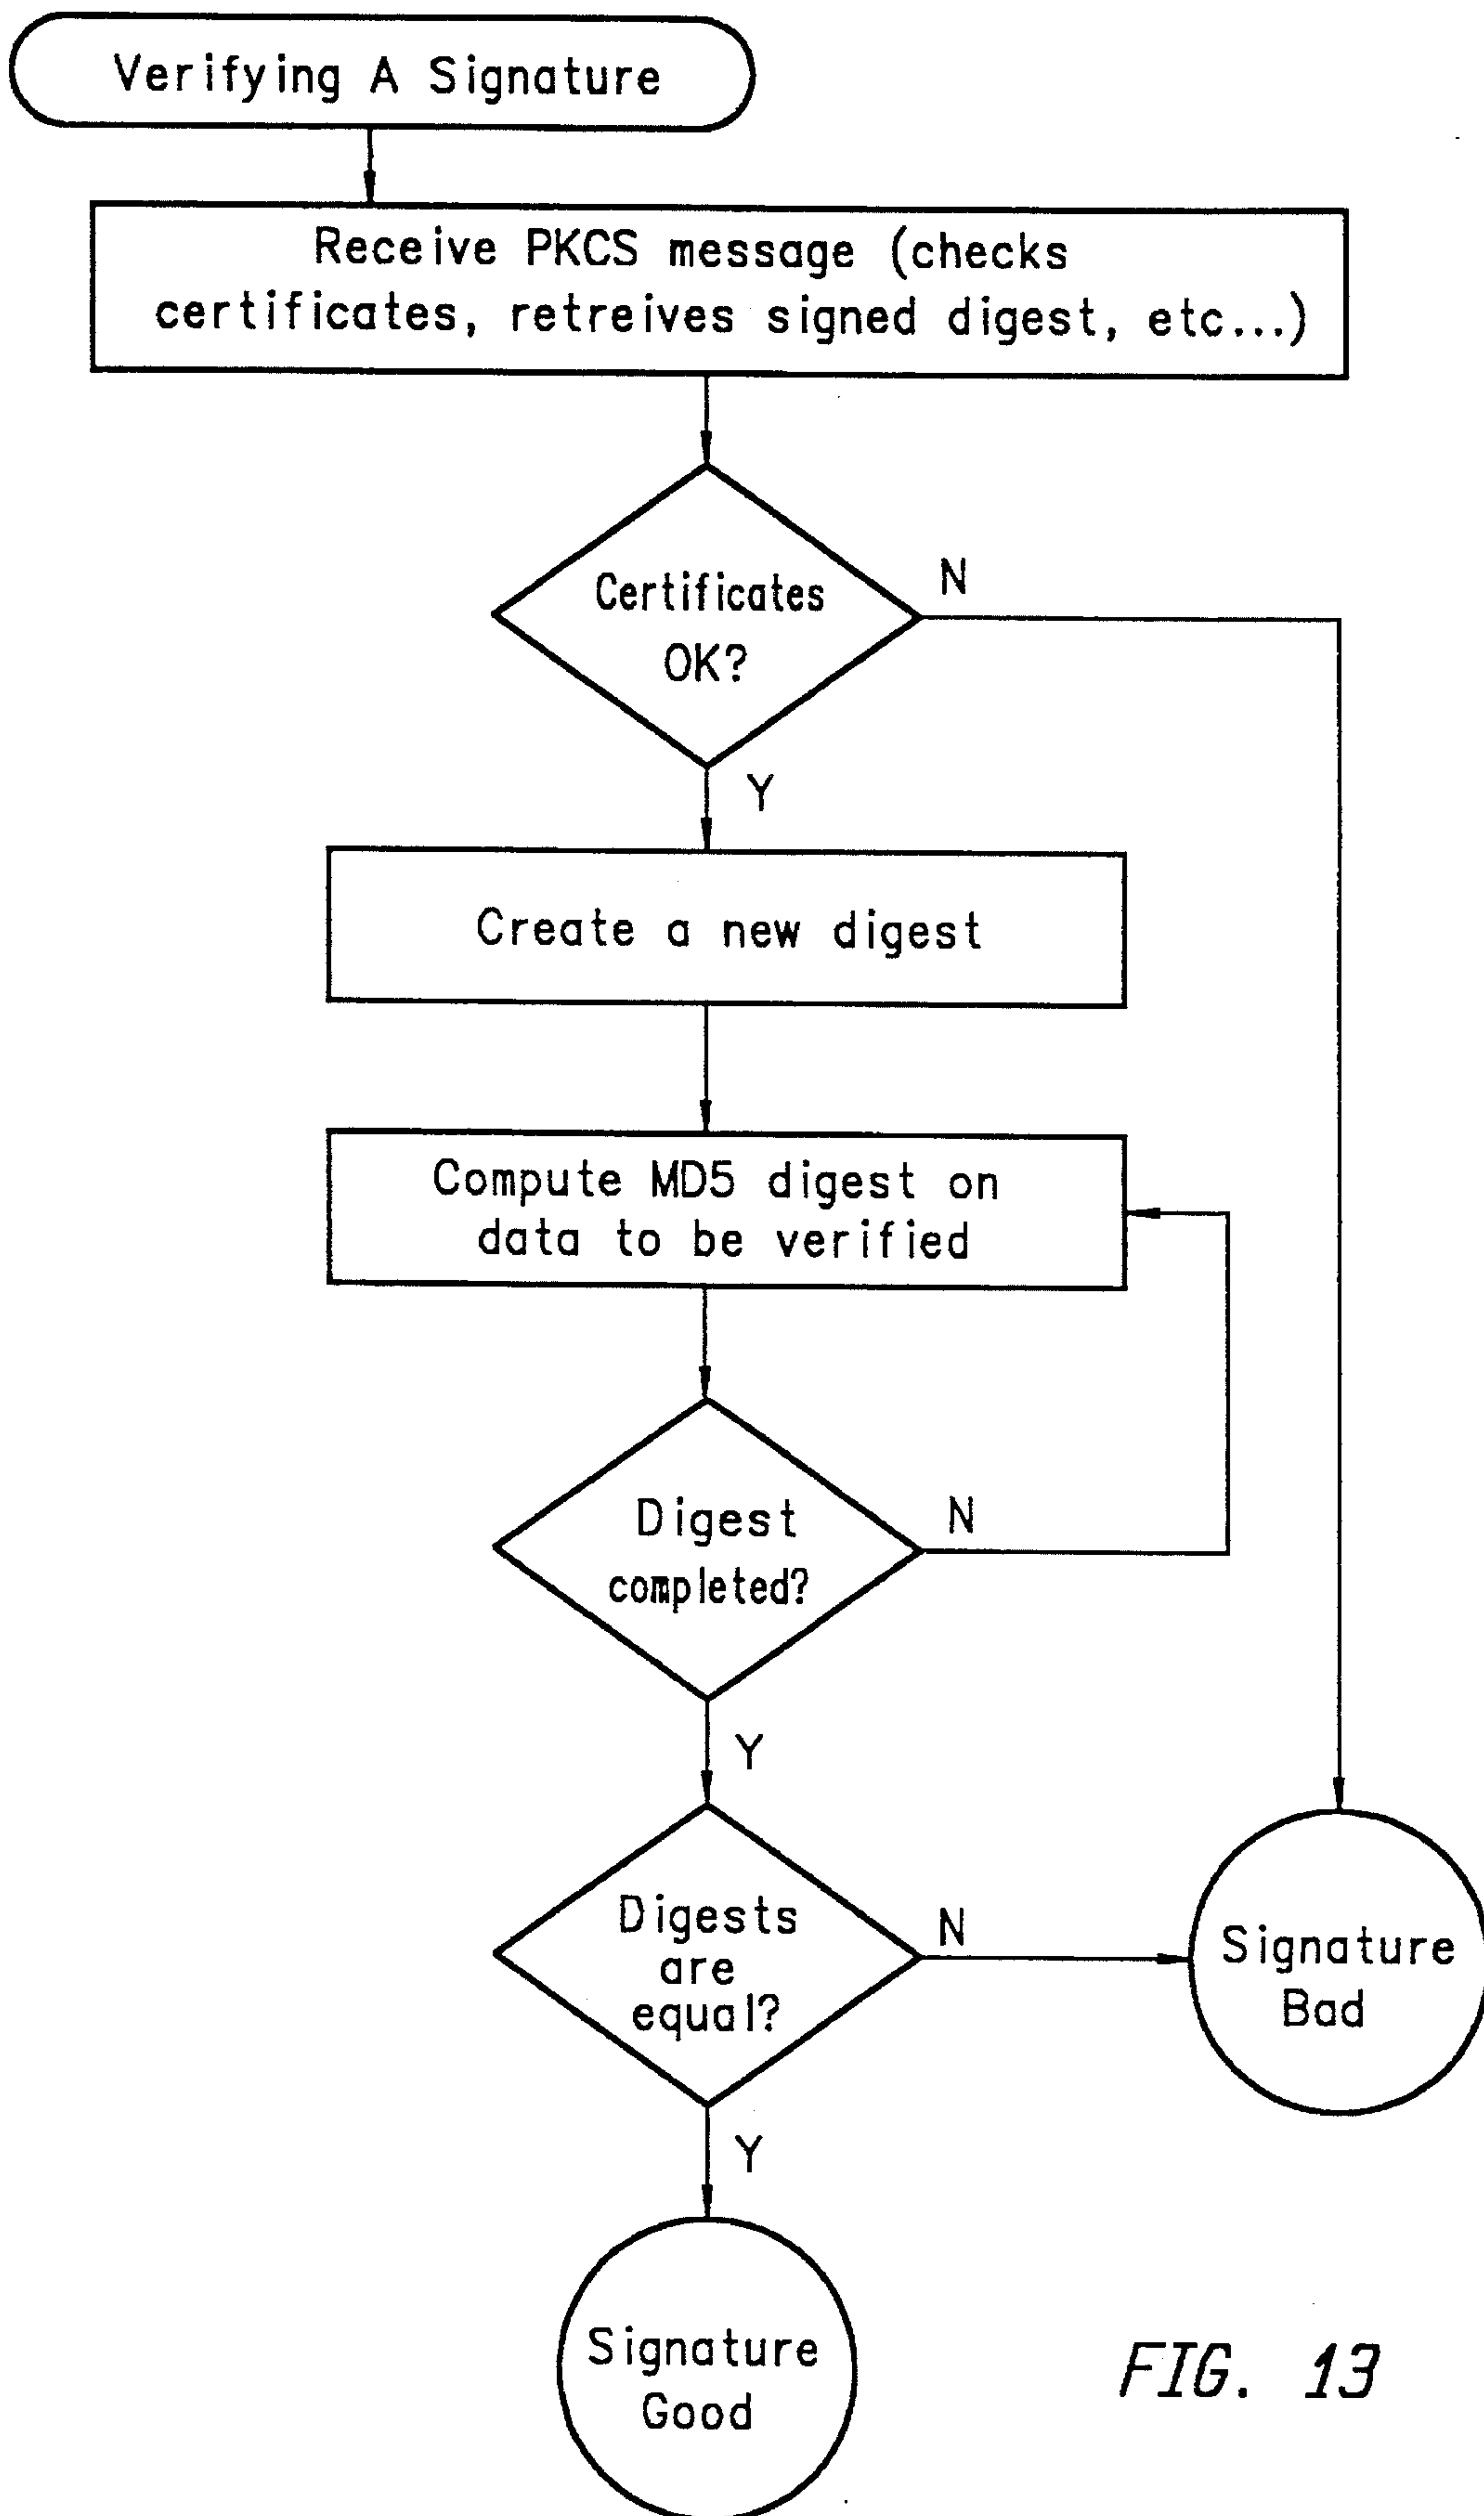 Verifying A Signature
Receive PKCS message (checks
certificates, retreives signed digest, etc...)
Certificates
OK?
N
Y
Create a new digest
Compute MD5 digest on
data to be verified
Digest
completed?
N
Y
Digests
are
equal?
N
Signature
Bad
Y
Signature
Good
FIG. 13